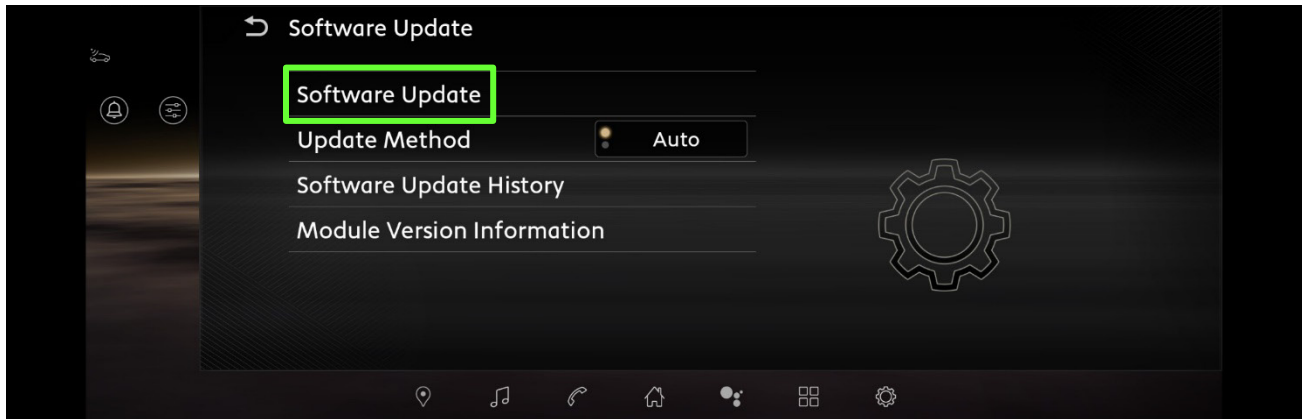 Software Update
Software Update
Update Method
Auto
Software Update History
Module Version Information